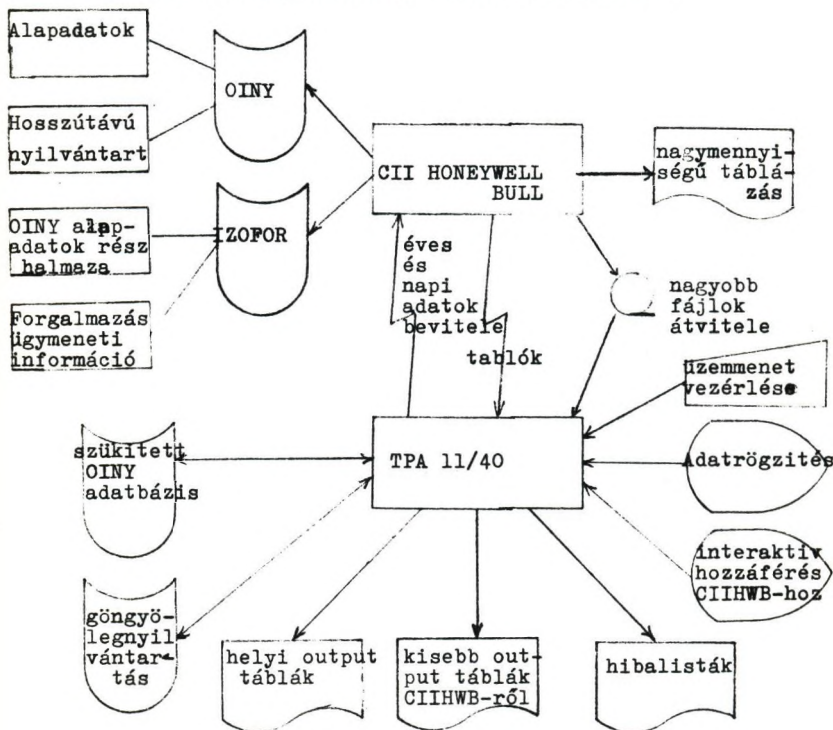 Alapadatok
OINY
Hosszútávú
nyilvántart
CII HONEYWELL
BULL
nagymennyi-
ségű táblá-
zás
OINY alap-
adatok rész
halmaza
IZOFOR
Forgalmazás
ügymeneti
információ
éves
és
napi
adatok
bevitele
tablók
nagyobb
fájlok
átvitele
üzemmenet
vezérlése
szükített
OINY
adatbázis
TPA 11/40
Adatrögzités
interaktiv
hozzáférés
CIIHWB-hoz
göngyö-
legnyil
vántar-
tás
helyi output
táblák
kisebb out-
put táblák
CIIHWB-ről
hibalisták